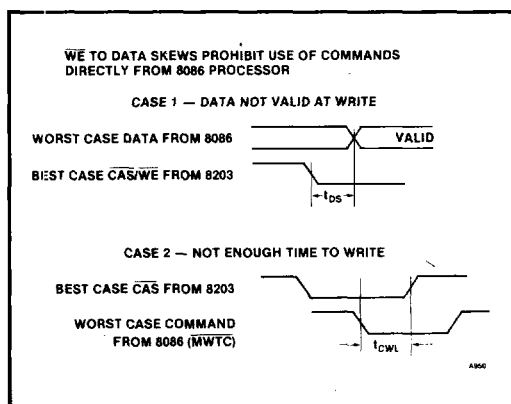 WE TO DATA SKEWS PROHIBIT USE OF COMMANDS
DIRECTLY FROM 8086 PROCESSOR
CASE 1 — DATA NOT VALID AT WRITE
WORST CASE DATA FROM 8086
VALID
BEST CASE CAS/WE FROM 8203
tDS
CASE 2 — NOT ENOUGH TIME TO WRITE
BEST CASE CAS FROM 8203
WORST CASE COMMAND
FROM 8086 (MWTC)
tCWL
A950